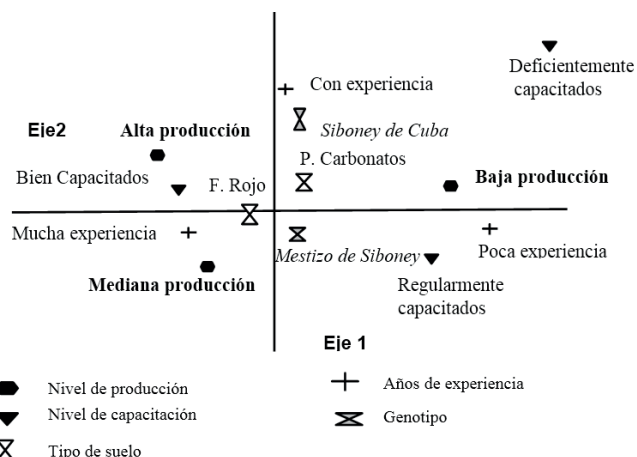 Deficientemente
capacitados
Con experiencia
Siboney de Cuba
Eje2
Alta producción
P. Carbonatos
Bien Capacitados
F. Rojo
Baja producción
Mucha experiencia
Mestizo de Siboney
Poca experiencia
Mediana producción
Regularmente
capacitados
Eje 1
Nivel de producción
Años de experiencia
Nivel de capacitación
Genotipo
Tipo de suelo